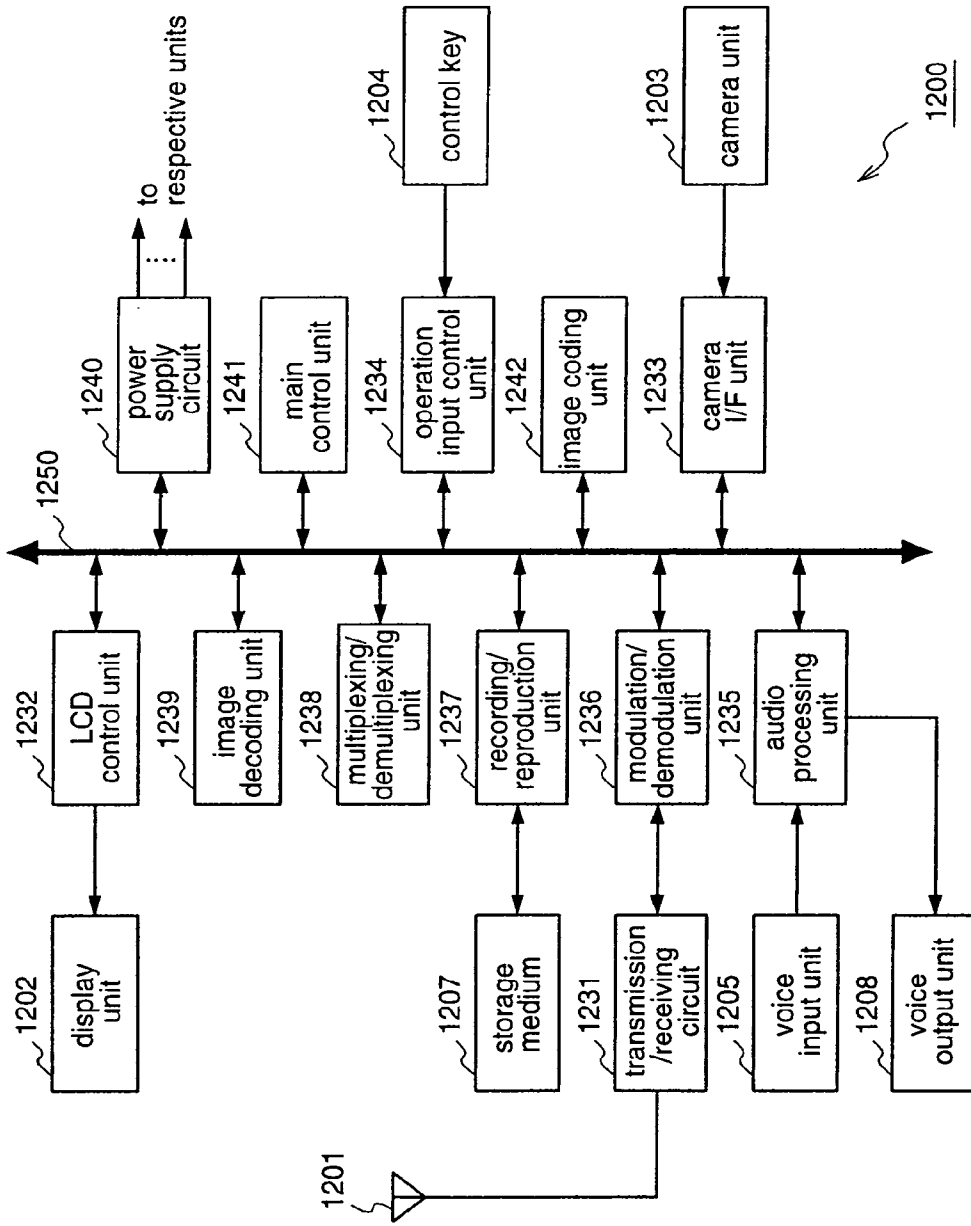 1202
display
unit
1232
LCD
control unit
1239
image
decoding unit
1238
multiplexing/
demultiplexing
unit
1207
storage
medium
1237
recording/
reproduction
unit
1201
1231
transmission
/receiving
circuit
1236
modulation/
demodulation
unit
1205
voice
input unit
1235
audio
processing
unit
1208
voice
output unit
1250
1240
power
supply
circuit
to
respective units
1241
main
control unit
1234
operation
input control
unit
1204
control key
1242
image coding
unit
1233
camera
I/F unit
1203
camera unit
1200